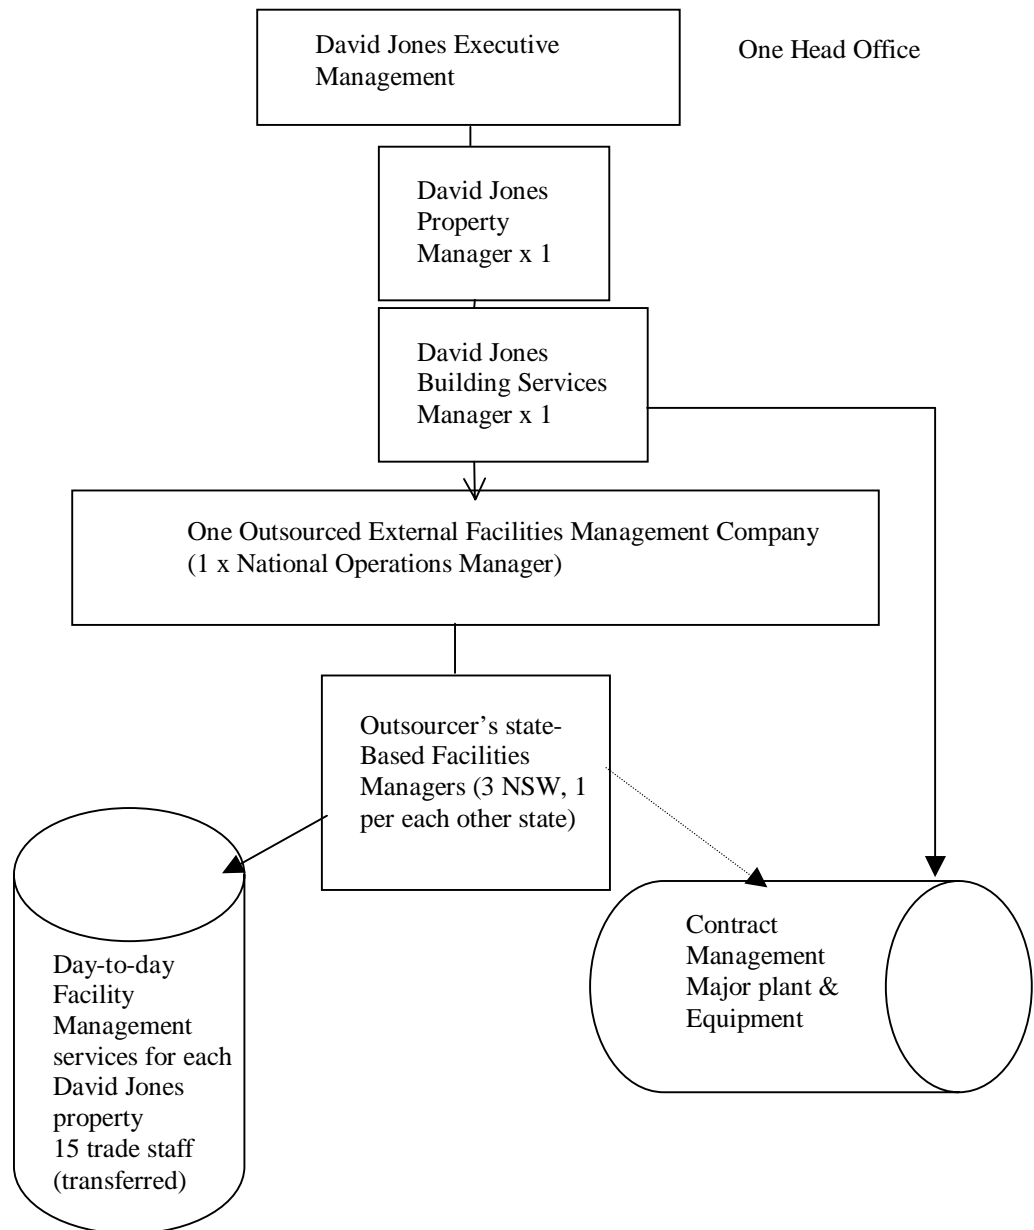 David Jones Executive
Management
One Head Office
David Jones
Property
Manager x 1
David Jones
Building Services
Manager x 1
One Outsourced External Facilities Management Company
(1 x National Operations Manager)
Outsourcer’s state-
Based Facilities
Managers (3 NSW, 1
per each other state)
Day-to-day
Facility
Management
services for each
David Jones
property
15 trade staff
(transferred)
Contract
Management
Major plant &
Equipment